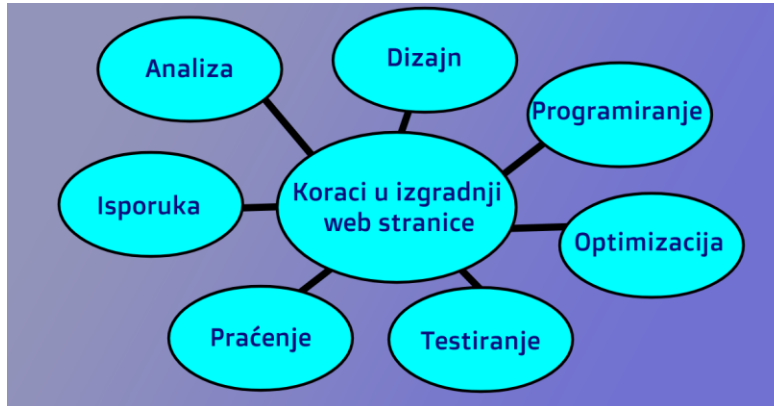 Analiza
Dizajn
Programiranje
Isporuka
Koraci u izgradnji
web stranice
Optimizacija
Praćenje
Testiranje